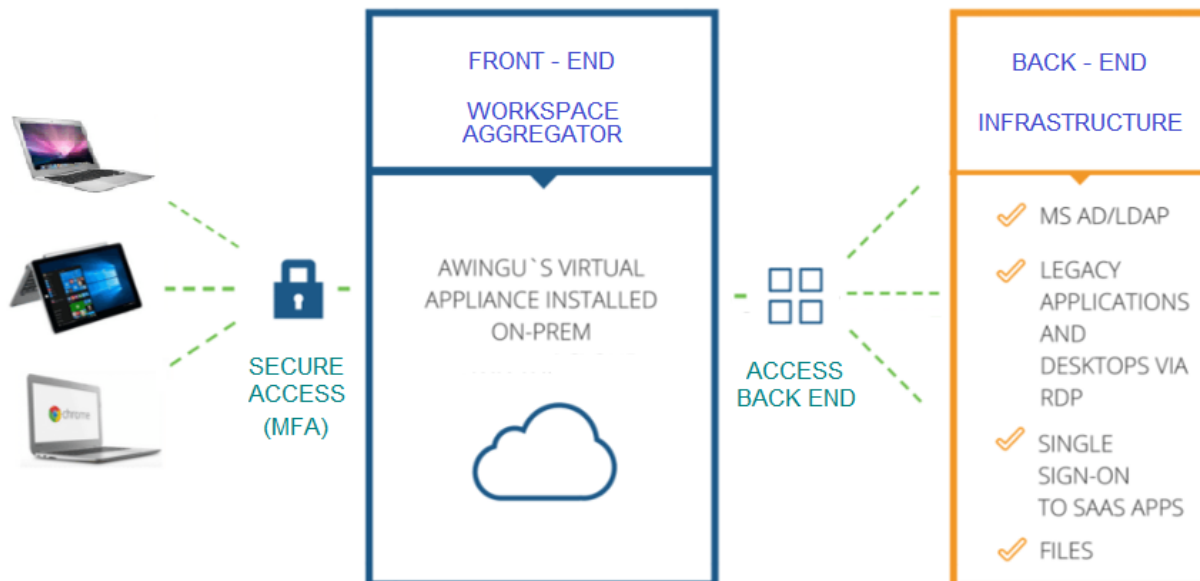 FRONT - END
WORKSPACE
AGGREGATOR
BACK - END
INFRASTRUCTURE
chrome
SECURE
ACCESS
(MFA)
AWINGU`S VIRTUAL
APPLIANCE INSTALLED
ON-PREM
ACCESS
BACK END
MS AD/LDAP
LEGACY
APPLICATIONS
AND
DESKTOPS VIA
RDP
SINGLE
SIGN-ON
TO SAAS APPS
FILES